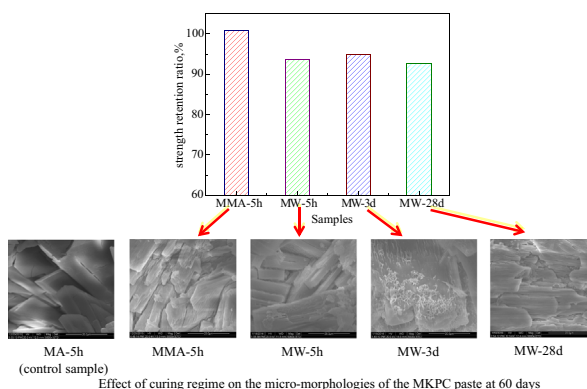 100
90
80
70
60
strength retention ratio,%
MMA-5h MW-5h MW-3d MW-28d
Samples
MA-5h
(control sample)
MMA-5h
MW-5h
MW-3d
MW-28d
Effect of curing regime on the micro-morphologies of the MKPC paste at 60 days